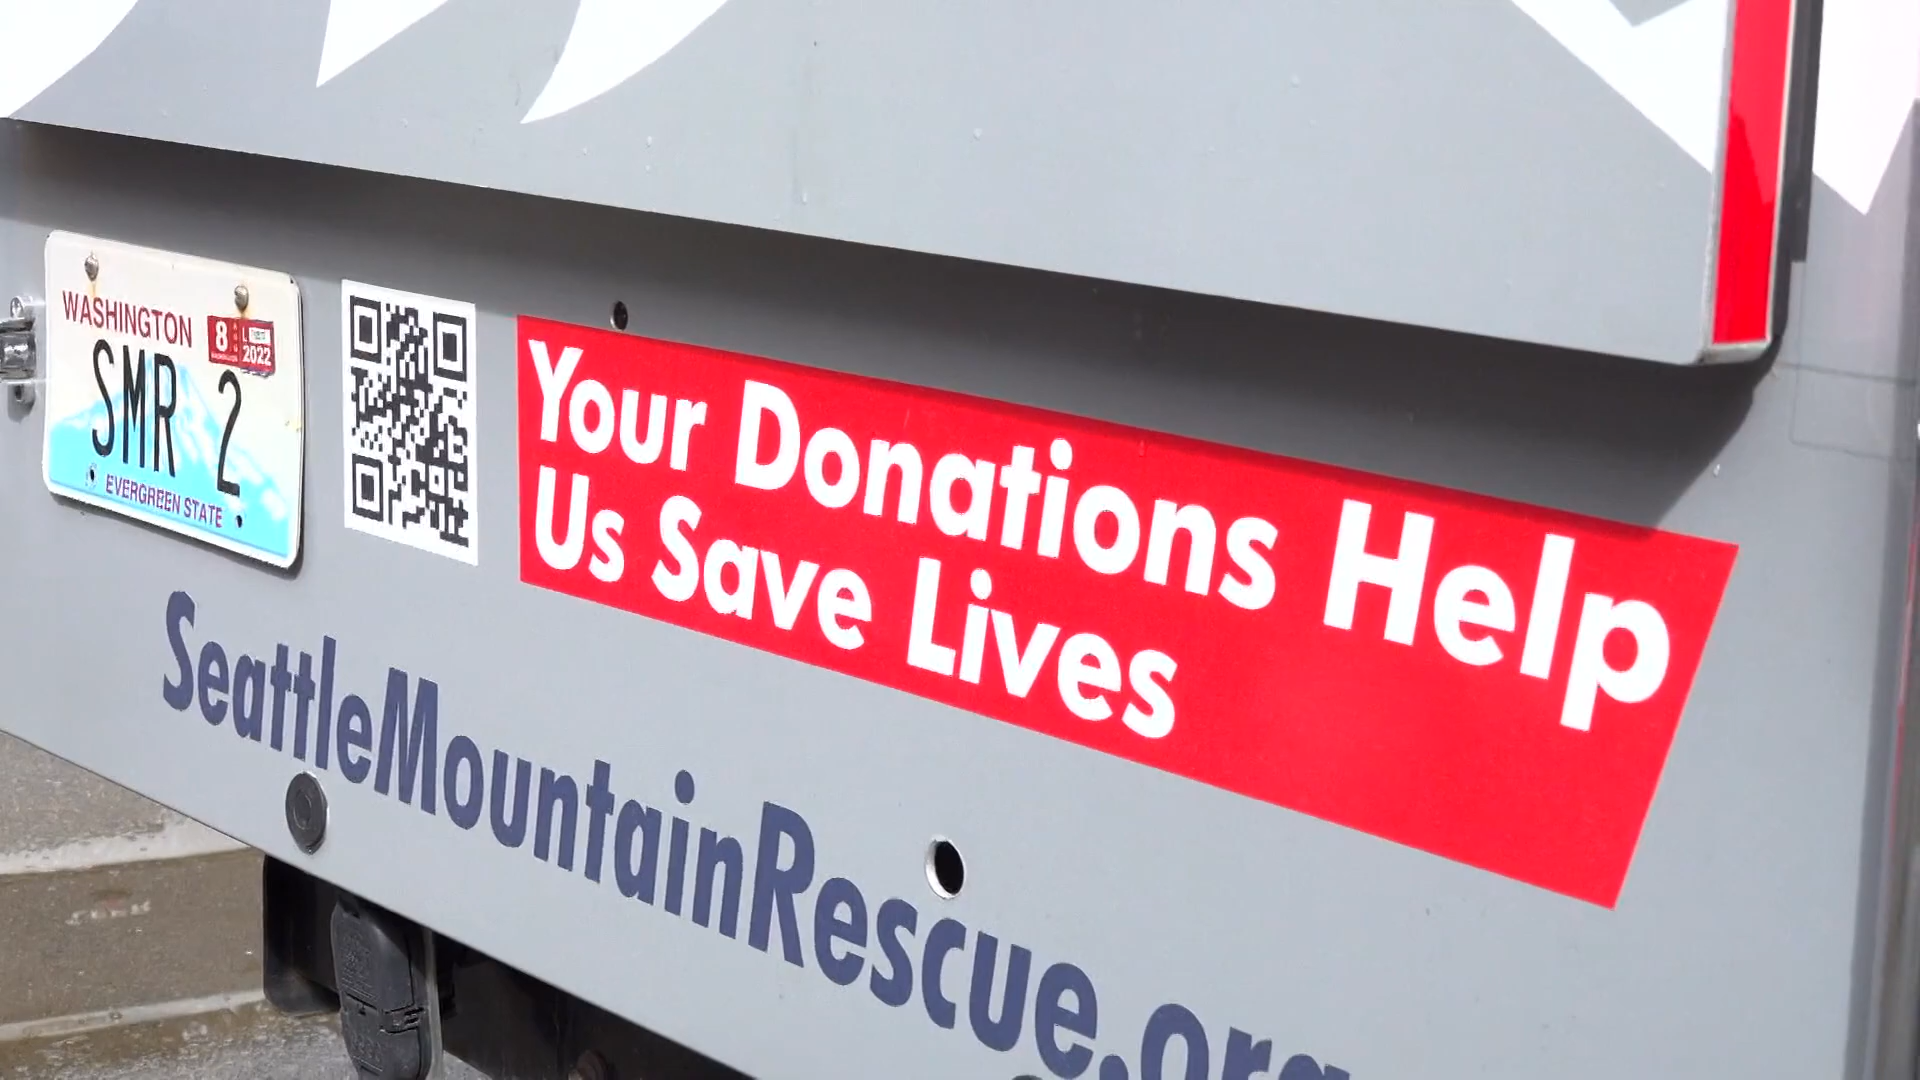 WASHINGTON
8 2022
SMR 2
EVERGREEN STATE
Your Donations Help
Us Save Lives
SeattleMountainRescue.org